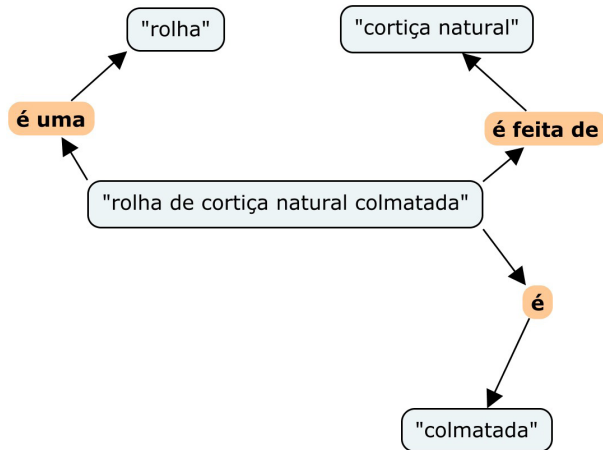 "rolha"
"cortiça natural"
é uma
é feita de
"rolha de cortiça natural colmatada"
é
"colmatada"